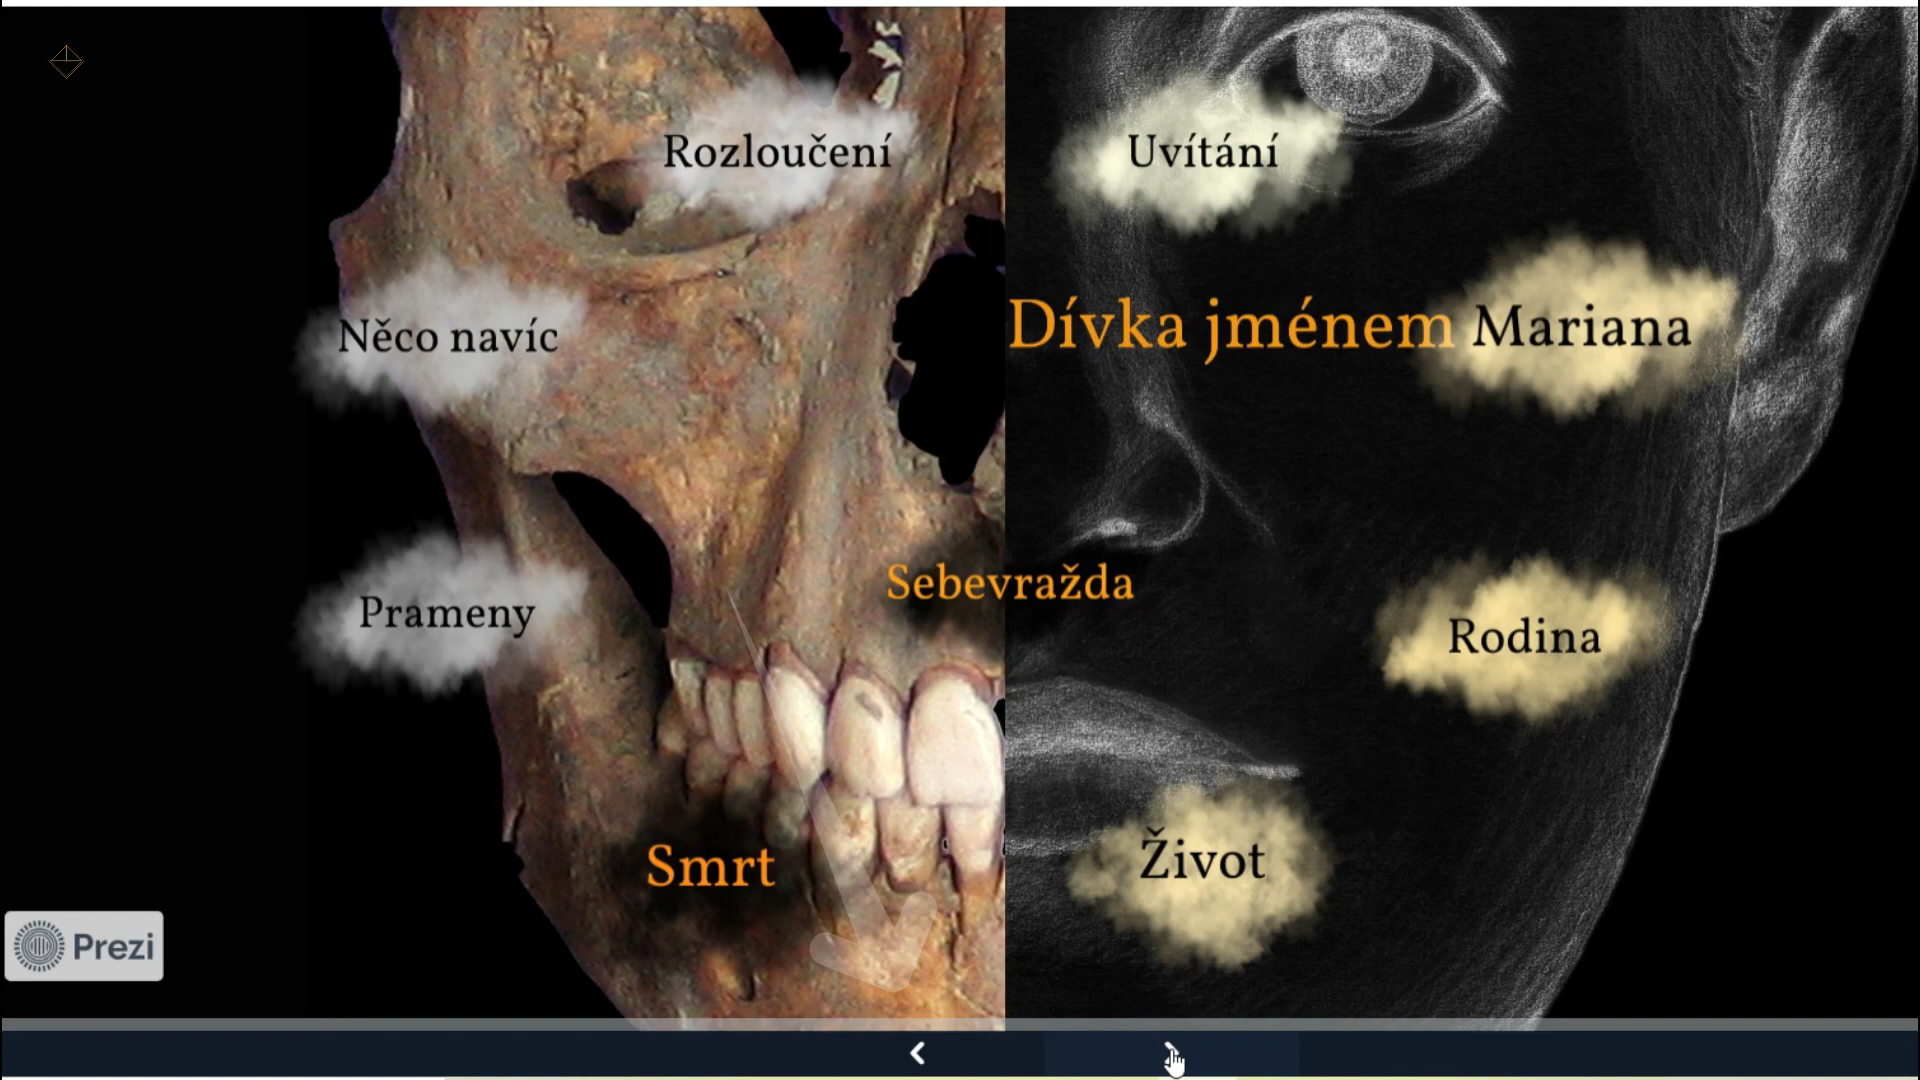 Rozloučení
Uvítání
Něco navíc
Dívka jménem Mariana
Sebevražda
Prameny
Rodina
Smrt
Život
Prezi